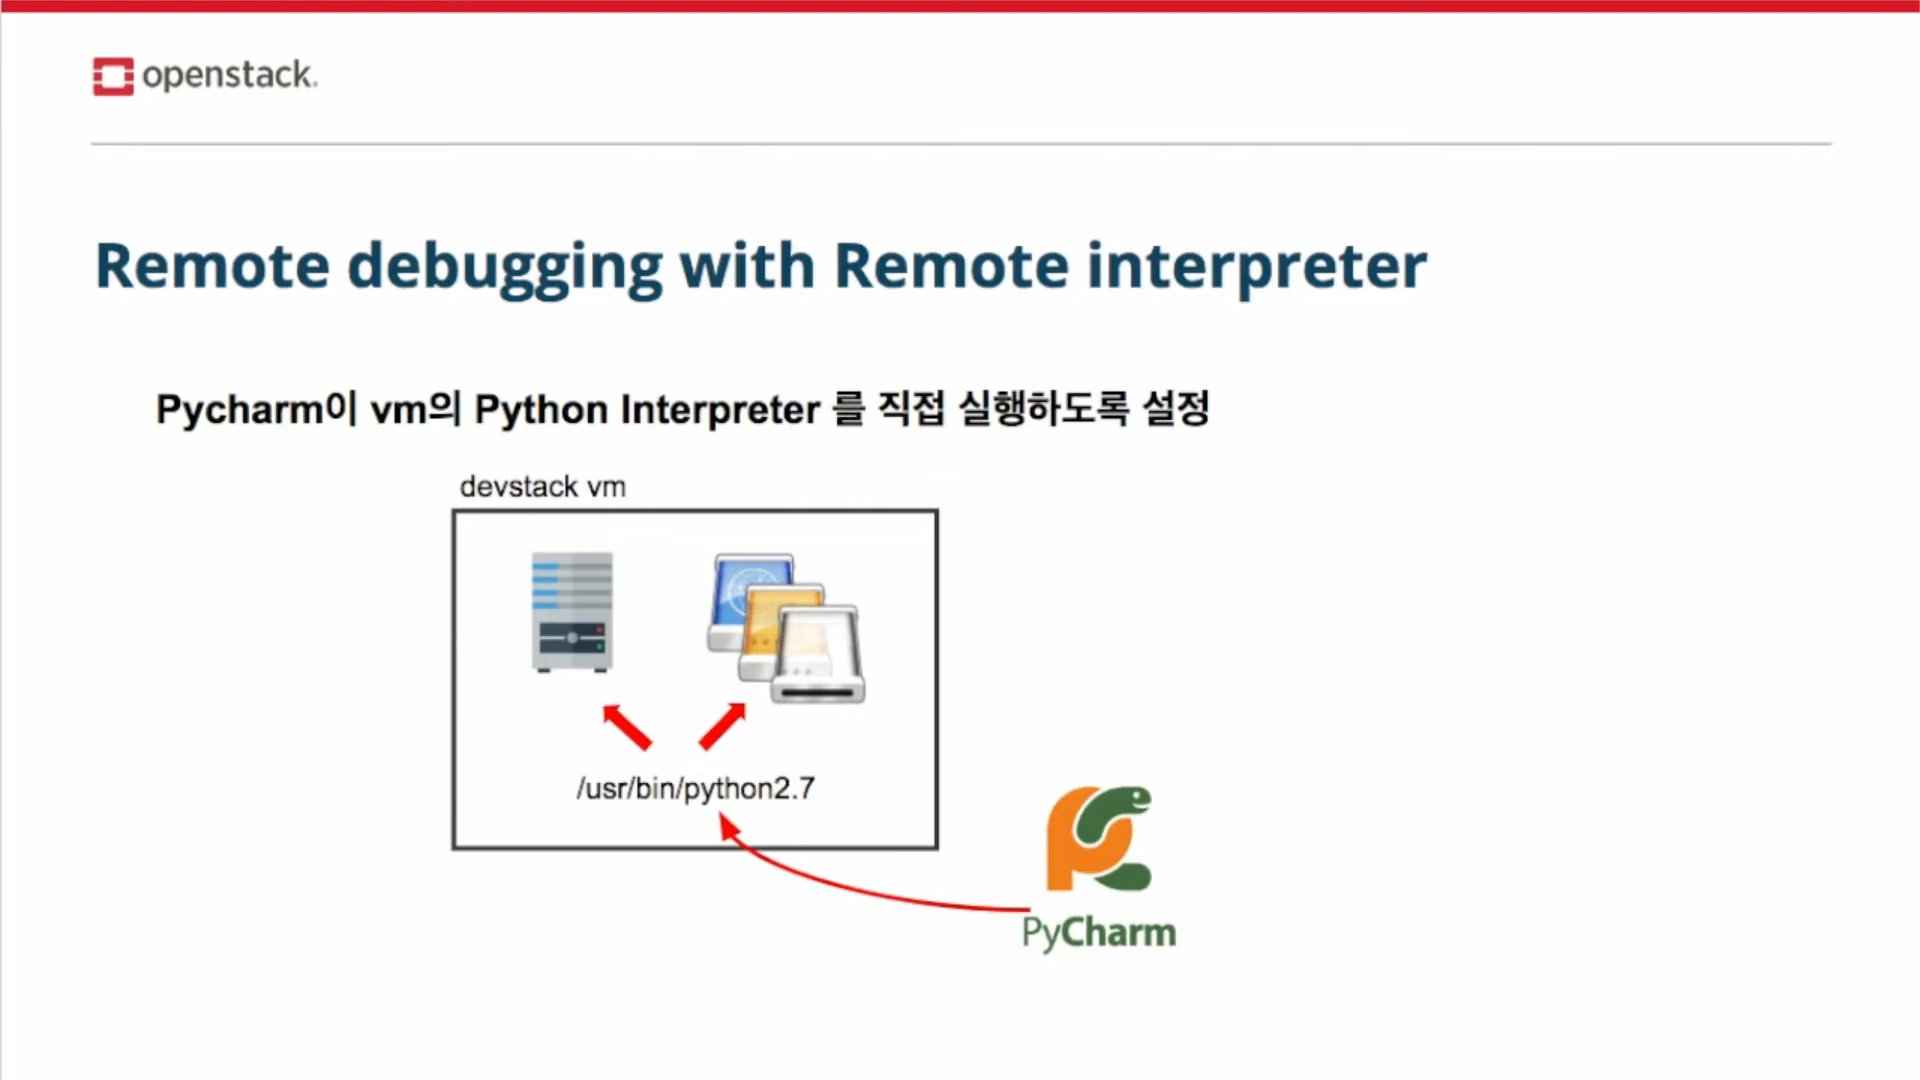 openstack.
Remote debugging with Remote interpreter
Pycharm이 vm의 Python Interpreter 를 직접 실행하도록 설정
devstack vm
/usr/bin/python2.7
PyCharm